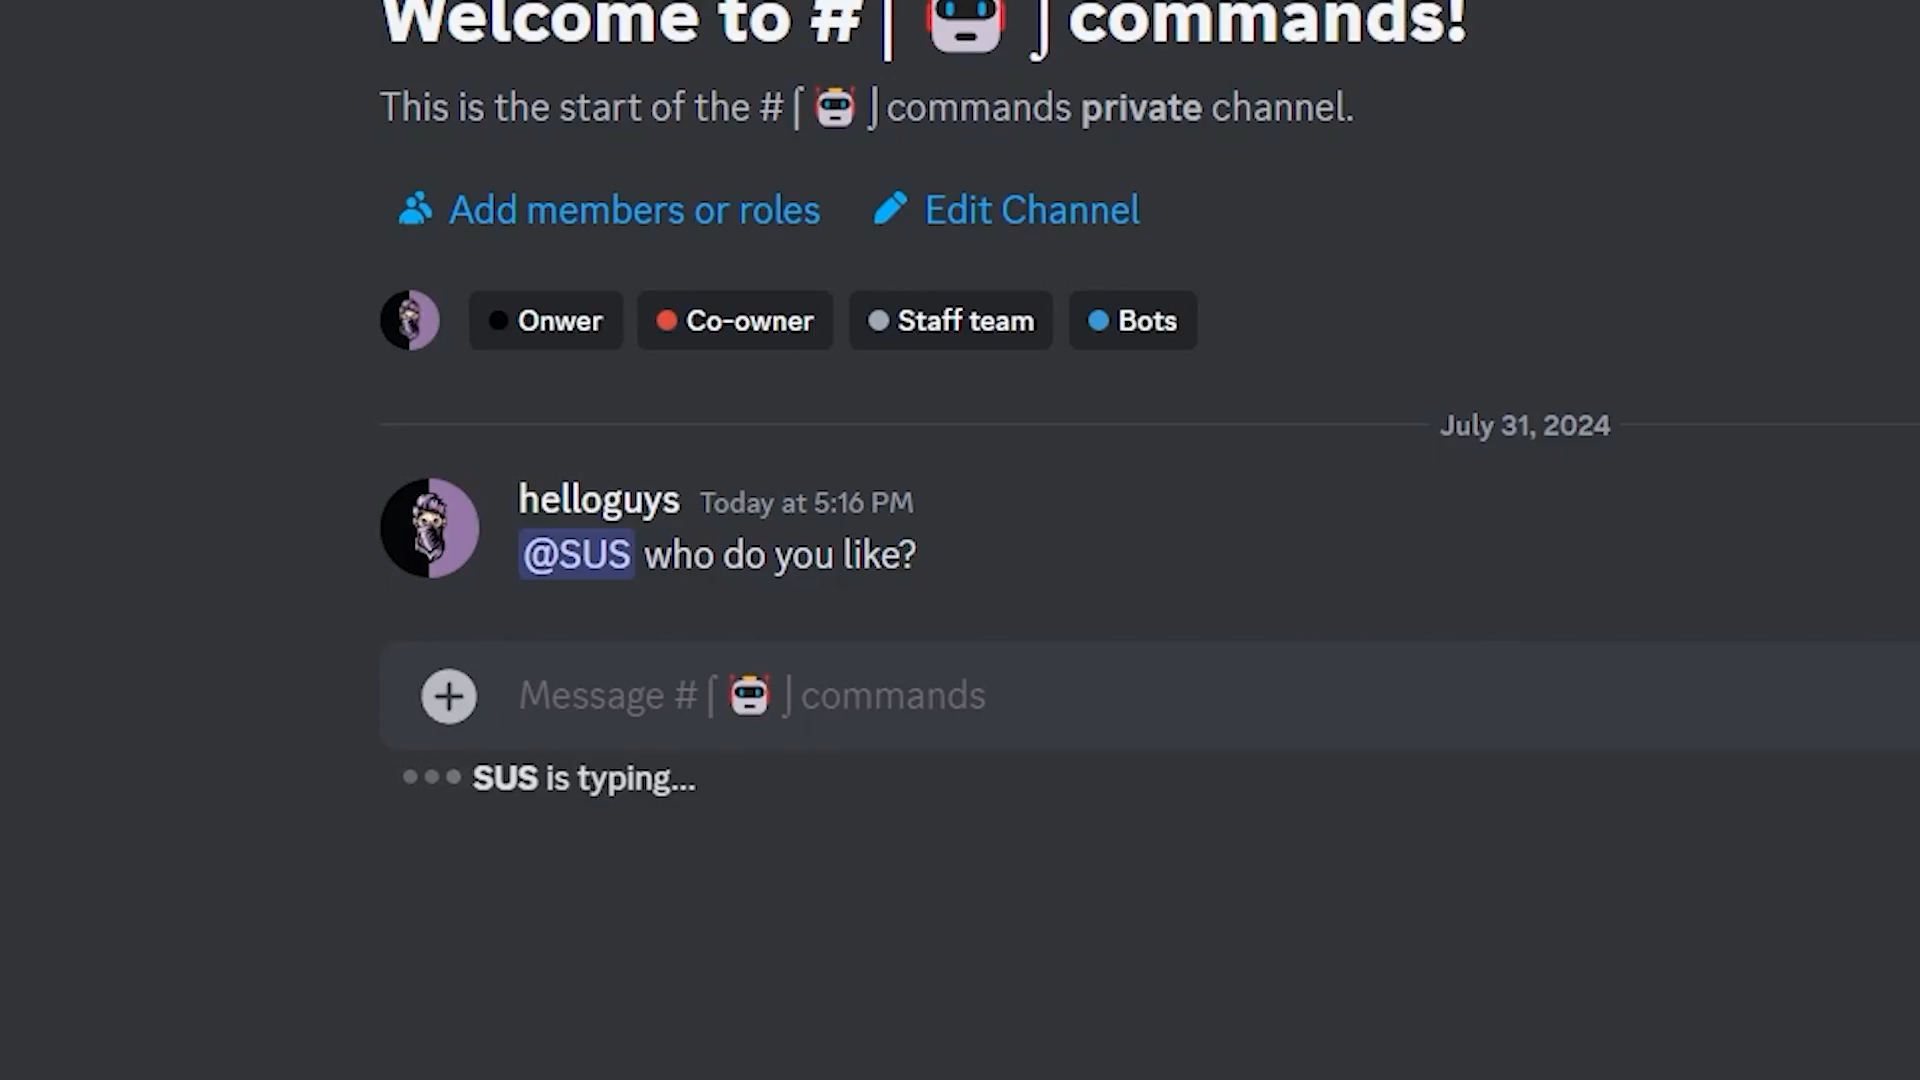 Welcome to #⌠🤖⌡commands!
This is the start of the #⌠🤖⌡commands private channel.
Add members or roles Edit Channel
Onwer Co-owner Staff team Bots
July 31, 2024
helloguys Today at 5:16 PM
@SUS who do you like?
Message #⌠🤖⌡commands
SUS is typing...